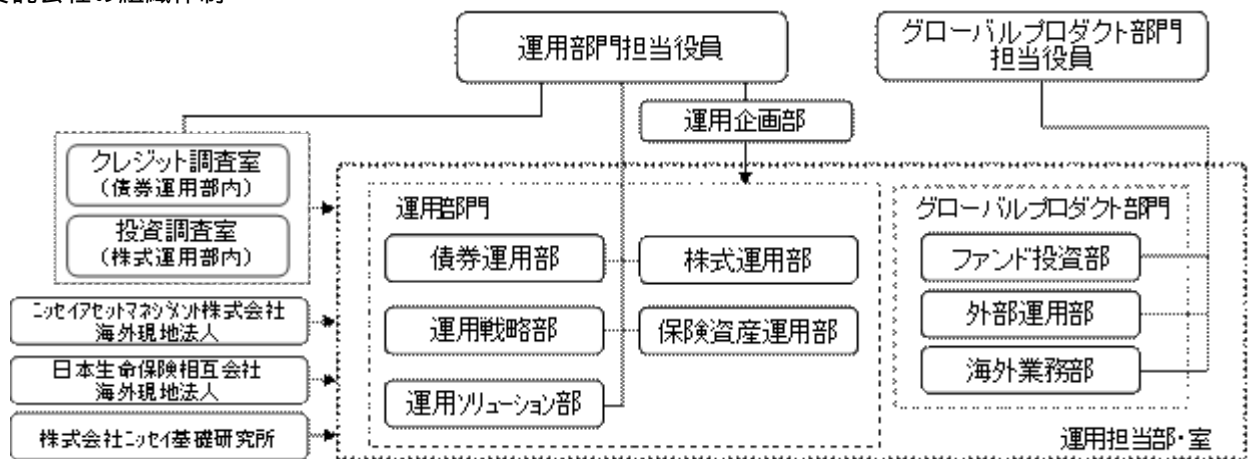 委託会社の組織体制
運用部門担当役員
グローバルプロダクト部門
担当役員
運用企画部
クレジット調査室
(債券運用部内)
投資調査室
(株式運用部内)
ニッセイアセットマネジメント株式会社
海外現地法人
日本生命保険相互会社
海外現地法人
株式会社ニッセイ基礎研究所
運用部門
債券運用部
株式運用部
運用戦略部
保険資産運用部
運用ソリューション部
グローバルプロダクト部門
ファンド投資部
外部運用部
海外業務部
運用担当部・室